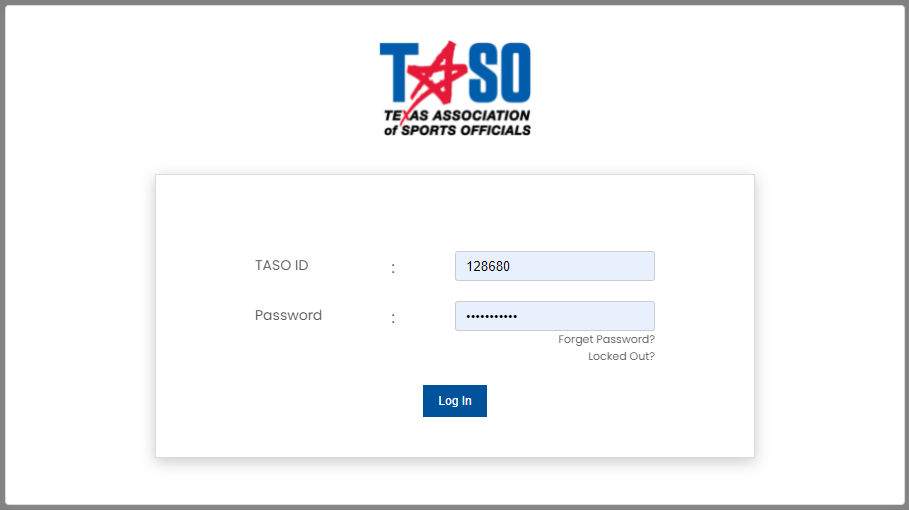 TASO
TEXAS ASSOCIATION
of SPORTS OFFICIALS
TASO ID : 128680
Password : •••••••••••
Forget Password?
Locked Out?
Log In